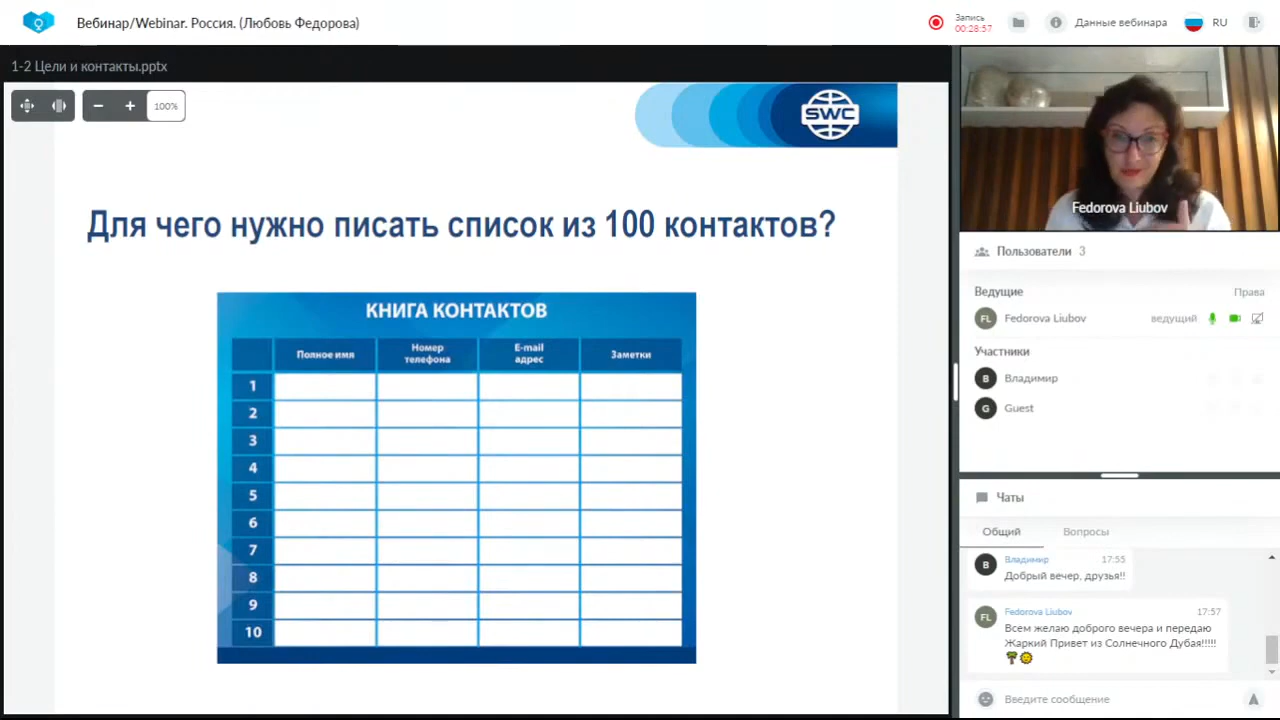 Вебинар/Webinar. Россия. (Любовь Федорова)
Запись
00:28:57
Данные вебинара
RU
1-2 Цели и контакты.pptx
100%
SWC
Для чего нужно писать список из 100 контактов?
КНИГА КОНТАКТОВ
Полное имя
Номер
телефона
E-mail
адрес
Заметки
1
2
3
4
5
6
7
8
9
10
Fedorova Liubov
Пользователи 3
Ведущие Права
FL Fedorova Liubov ведущий
Участники
В Владимир
G Guest
Чаты
Общий Вопросы
В Владимир 17:55
Добрый вечер, друзья!!
FL Fedorova Liubov 17:57
Всем желаю доброго вечера и передаю
Жаркий Привет из Солнечного Дубая!!!!!
Введите сообщение